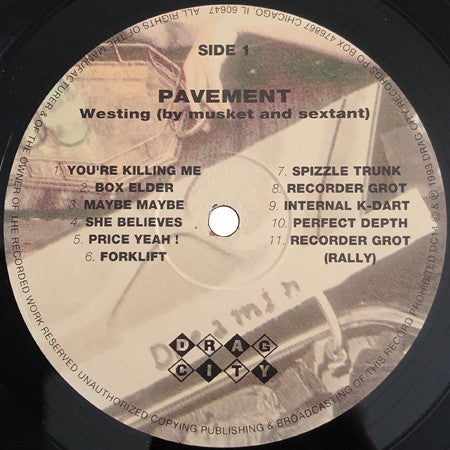 SIDE 1
PAVEMENT
Westing (by musket and sextant)
1. YOU'RE KILLING ME
2. BOX ELDER
3. MAYBE MAYBE
4. SHE BELIEVES
5. PRICE YEAH !
6. FORKLIFT
7. SPIZZLE TRUNK
8. RECORDER GROT
9. INTERNAL K-DART
10. PERFECT DEPTH
11. RECORDER GROT
(RALLY)
Dreamin
DRAG
CITY
ALL RIGHTS OF THE MANUFACTURER & OF THE OWNER OF THE RECORDED WORK RESERVED UNAUTHORIZED COPYING PUBLISHING & BROADCASTING OF THIS RECORD PROHIBITED DC14 © & ℗ 1993 DRAG CITY RECORDS PO BOX 476867 CHICAGO, IL 60647